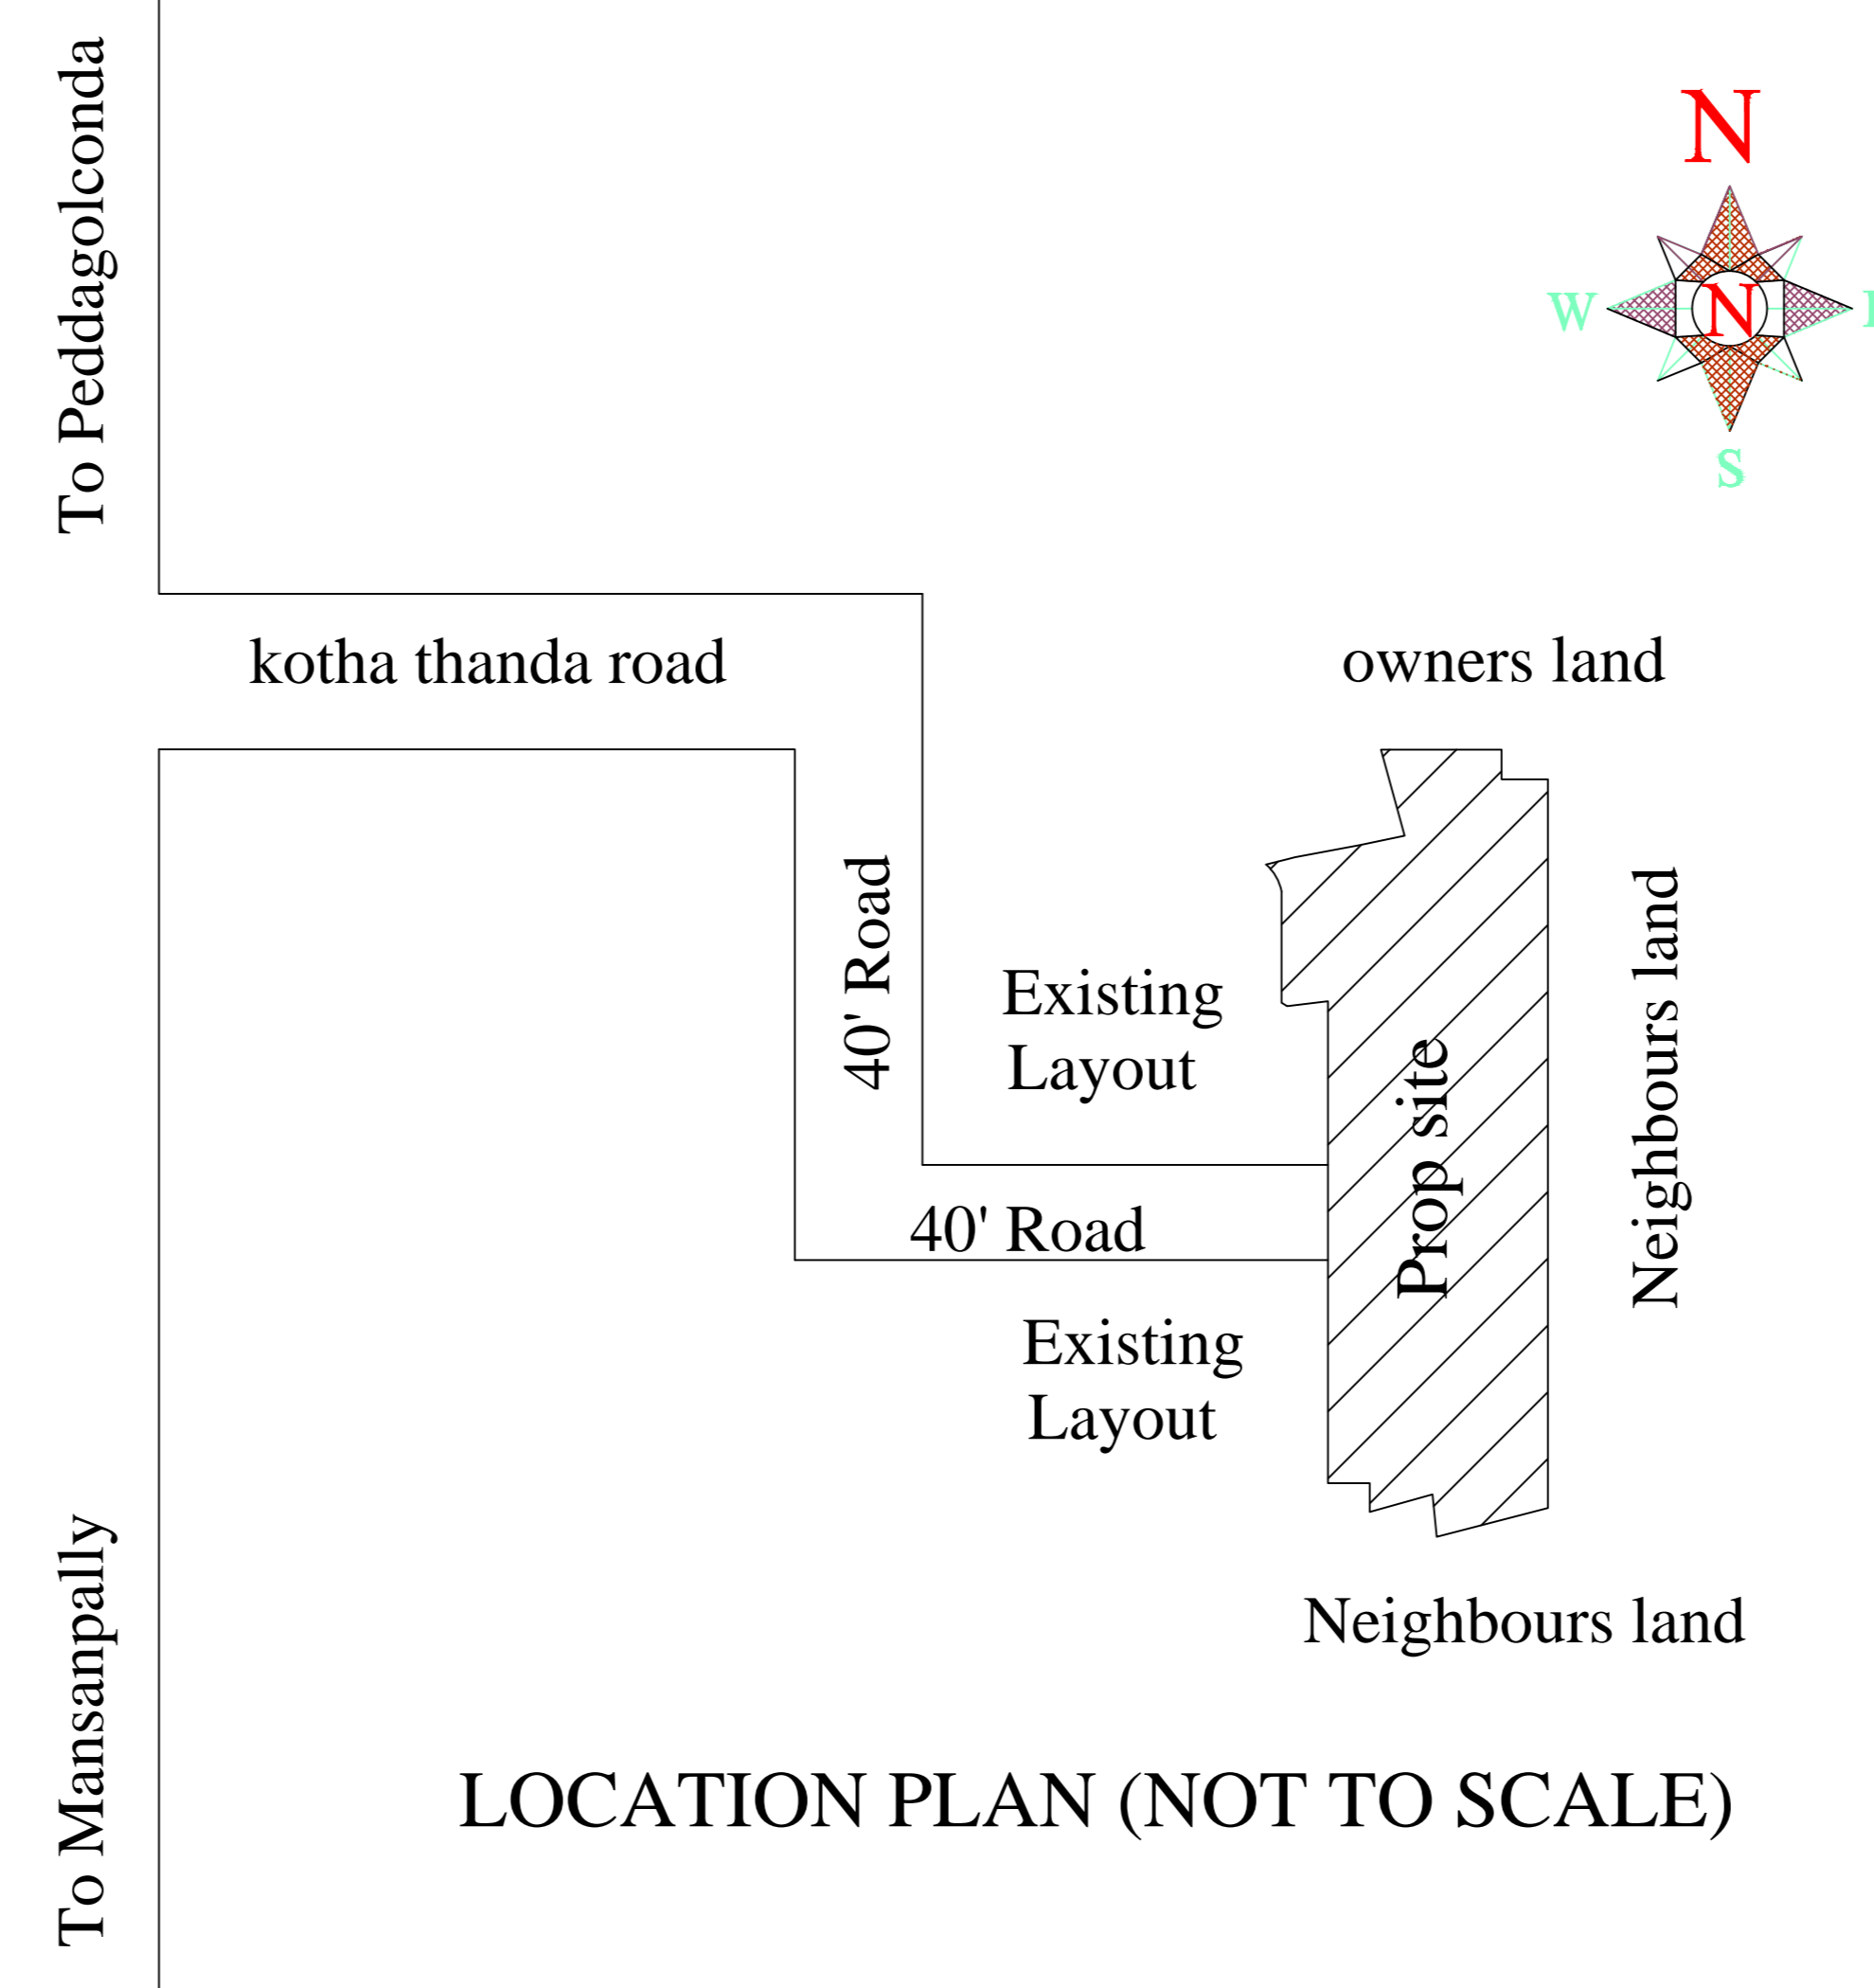 To Peddagolconda
N
W
N
S
kotha thanda road
owners land
40' Road
Existing
Layout
Prop site
Neighbours land
40' Road
Existing
Layout
Neighbours land
To Mansanpally
LOCATION PLAN (NOT TO SCALE)